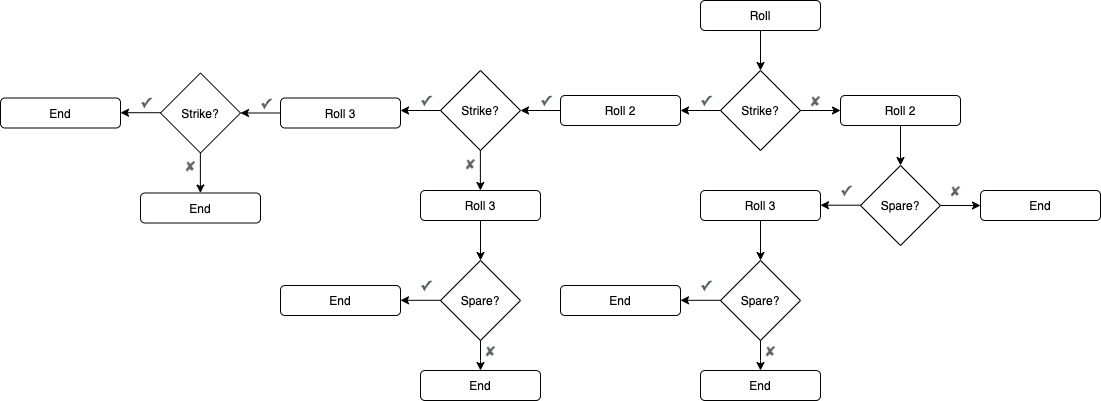 Roll
Strike?
✓
✘
Roll 2
Roll 2
✓
Strike?
✓
Roll 3
✓
Strike?
✓
End
✘
End
✘
Roll 3
Spare?
✓
✘
Roll 3
End
Spare?
✓
End
✘
End
Spare?
✓
End
✘
End